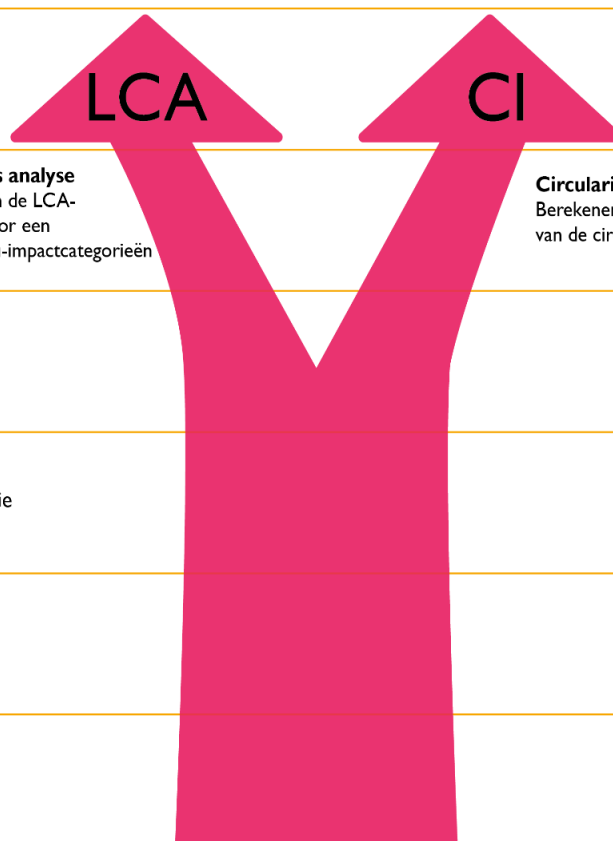 LCA
CI
s analyse
n de LCA-
or een
-impactcategorieën
Circulari
Berekene
van de cir
ie